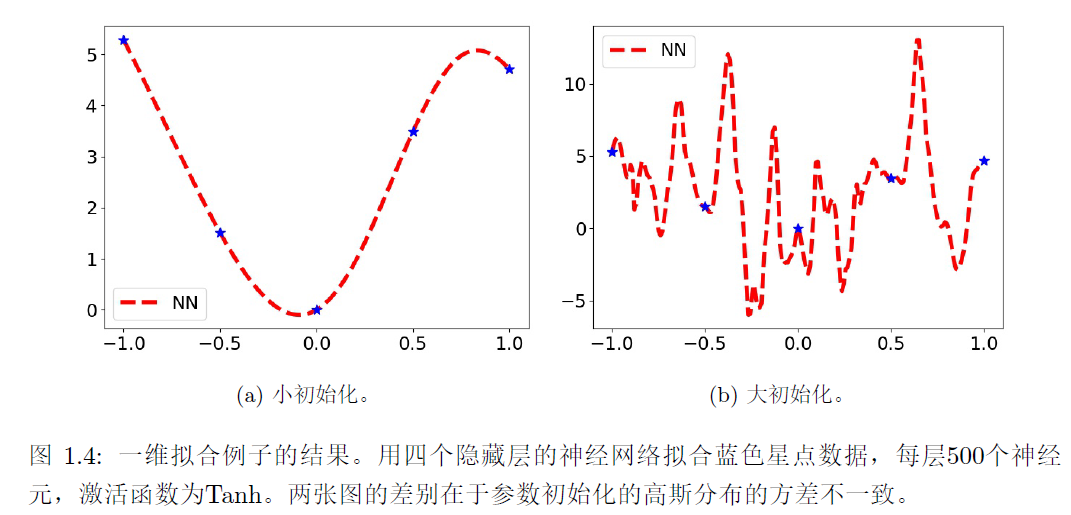 5
4
3
2
1
0
NN
−1.0 −0.5 0.0 0.5 1.0
NN
10
5
0
−5
−1.0 −0.5 0.0 0.5 1.0
(a) 小初始化。
(b) 大初始化。
图 1.4: 一维拟合例子的结果。用四个隐藏层的神经网络拟合蓝色星点数据，每层500个神经
元，激活函数为Tanh。两张图的差别在于参数初始化的高斯分布的方差不一致。